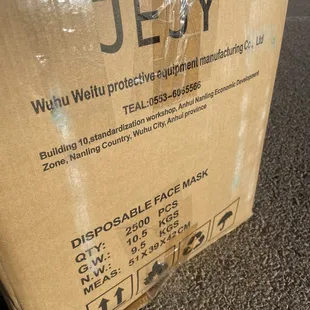 JEJY
Wuhu Weitu protective equipment manufacturing Co., Ltd
TEAL:0553-6055566
Building 10,standardization workshop, Anhui Nanling Economic Development
Zone, Nanling Country, Wuhu City, Anhui province
DISPOSABLE FACE MASK
QTY: 2500 PCS
G.W.: 10.5 KGS
N.W.: 9.5 KGS
MEAS: 51X39X42CM